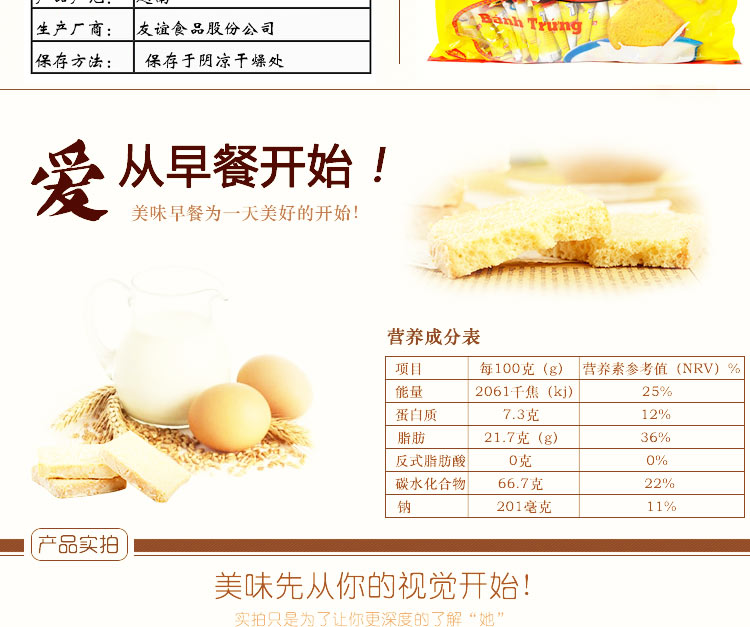 生产厂商： 友谊食品股份公司
保存方法： 保存于阴凉干燥处
Bánh Trứng
爱从早餐开始！
美味早餐为一天美好的开始！
营养成分表
项目 每100克（g） 营养素参考值（NRV）%
能量 2061千焦（kj） 25%
蛋白质 7.3克 12%
脂肪 21.7克（g） 36%
反式脂肪酸 0克 0%
碳水化合物 66.7克 22%
钠 201毫克 11%
产品实拍
美味先从你的视觉开始！
实拍只是为了让你更深度的了解“她”